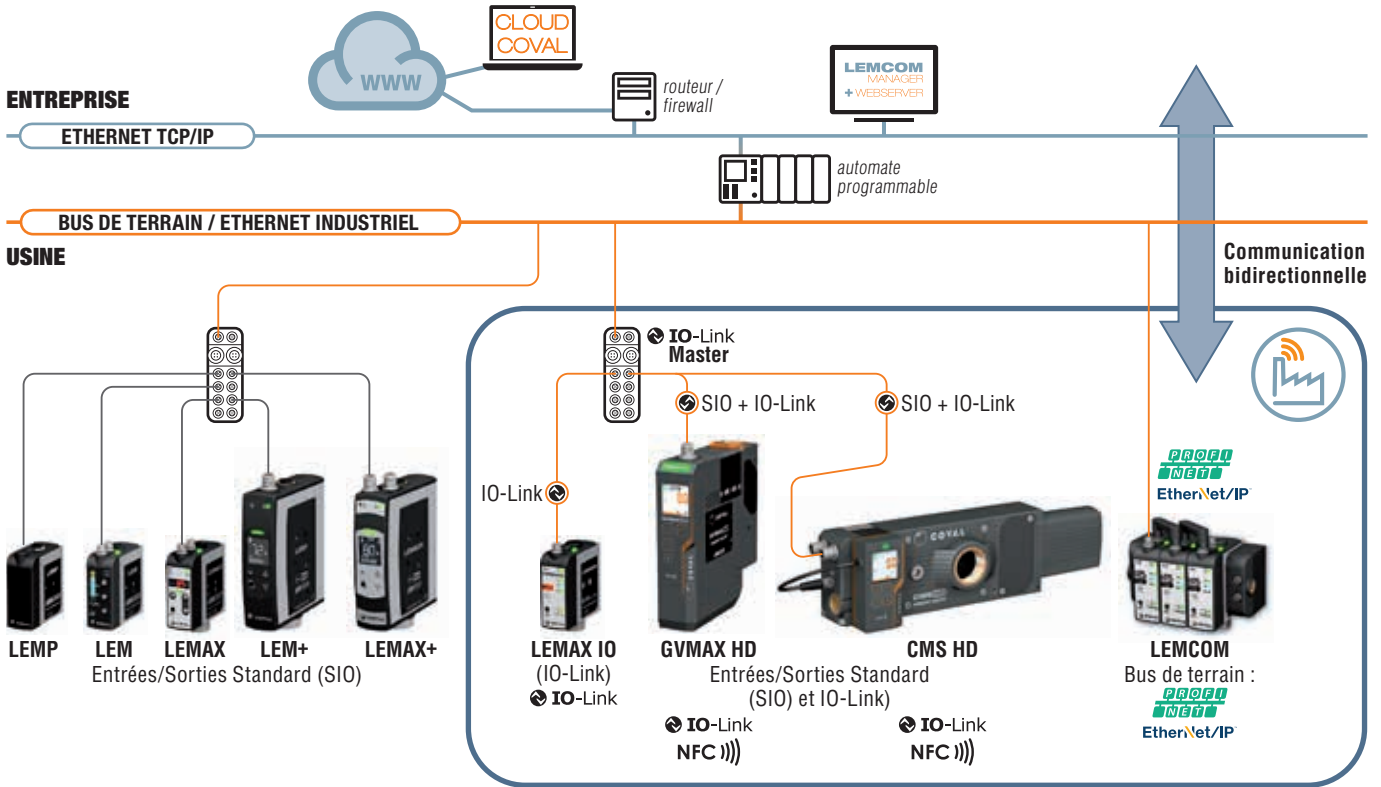 CLOUD
COVAL
WWW
routeur /
firewall
LEMCOM
MANAGER
+ WEBSERVER
ENTREPRISE
ETHERNET TCP/IP
automate
programmable
BUS DE TERRAIN / ETHERNET INDUSTRIEL
USINE
Communication
bidirectionnelle
IO-Link
Master
SIO + IO-Link
SIO + IO-Link
IO-Link
PROFI
NET
EtherNet/IP
COVAL
LEMP
LEM
LEMAX
LEM+
LEMAX+
Entrées/Sorties Standard (SIO)
LEMAX IO
(IO-Link)
IO-Link
GVMAX HD
CMS HD
Entrées/Sorties Standard
(SIO) et IO-Link)
IO-Link
NFC
IO-Link
NFC
LEMCOM
Bus de terrain :
PROFI
NET
EtherNet/IP